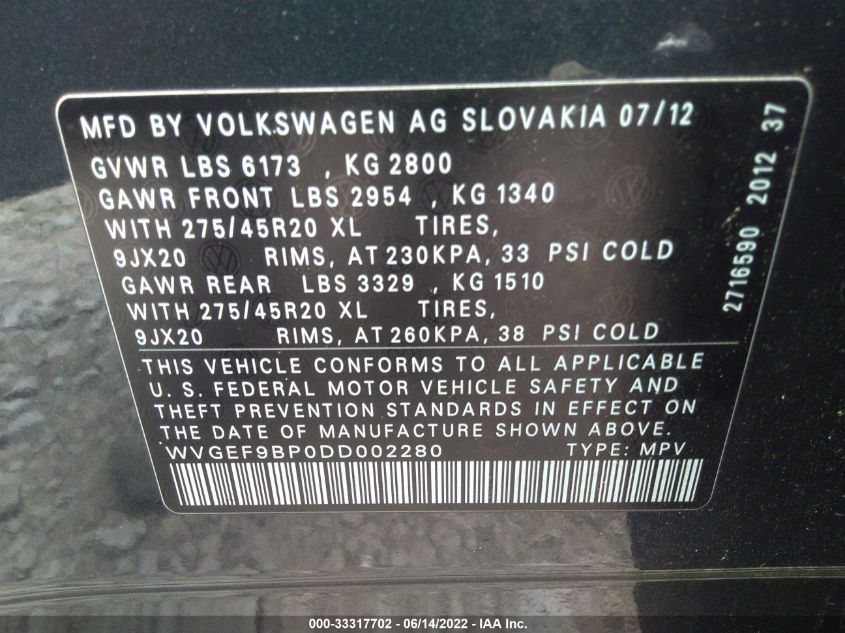 MFD BY VOLKSWAGEN AG SLOVAKIA 07/12
GVWR LBS 6173 , KG 2800
GAWR FRONT LBS 2954 , KG 1340
WITH 275/45R20 XL TIRES,
9JX20 RIMS, AT 230KPA, 33 PSI COLD
GAWR REAR LBS 3329 , KG 1510
WITH 275/45R20 XL TIRES,
9JX20 RIMS, AT 260KPA, 38 PSI COLD
THIS VEHICLE CONFORMS TO ALL APPLICABLE
U. S. FEDERAL MOTOR VEHICLE SAFETY AND
THEFT PREVENTION STANDARDS IN EFFECT ON
THE DATE OF MANUFACTURE SHOWN ABOVE.
WVGEF9BP0DD002280 TYPE: MPV
2716590 2012 37
000-33317702 - 06/14/2022 - IAA Inc.